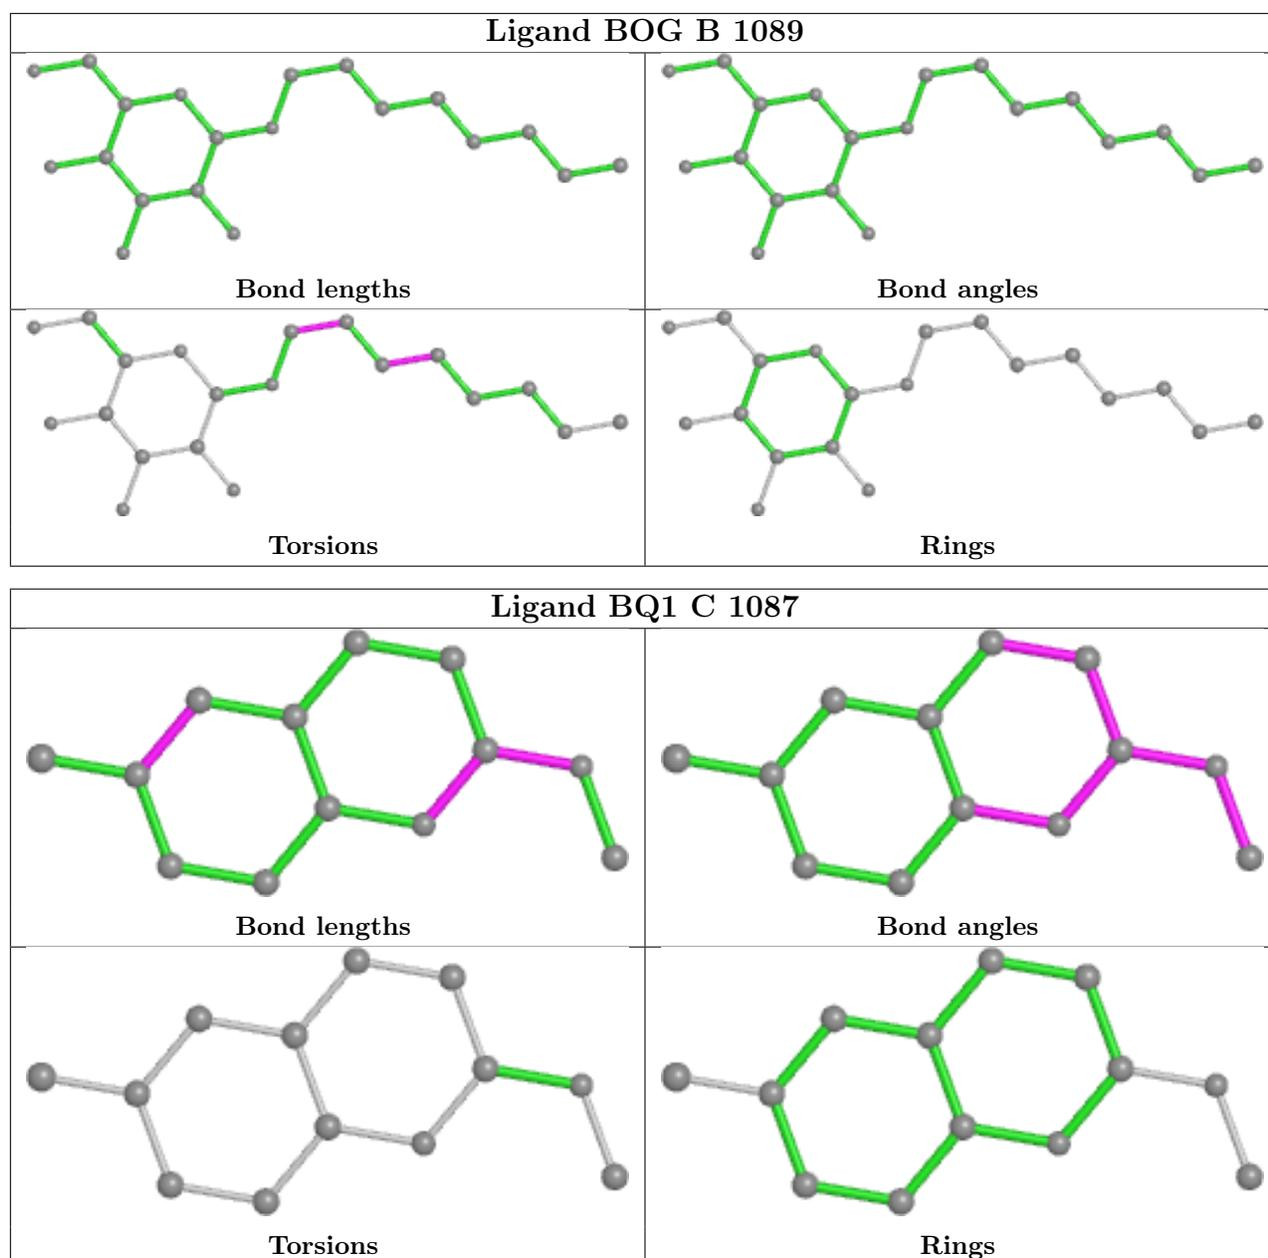 Ligand BOG B 1089
Bond lengths
Bond angles
Torsions
Rings
Ligand BQ1 C 1087
Bond lengths
Bond angles
Torsions
Rings